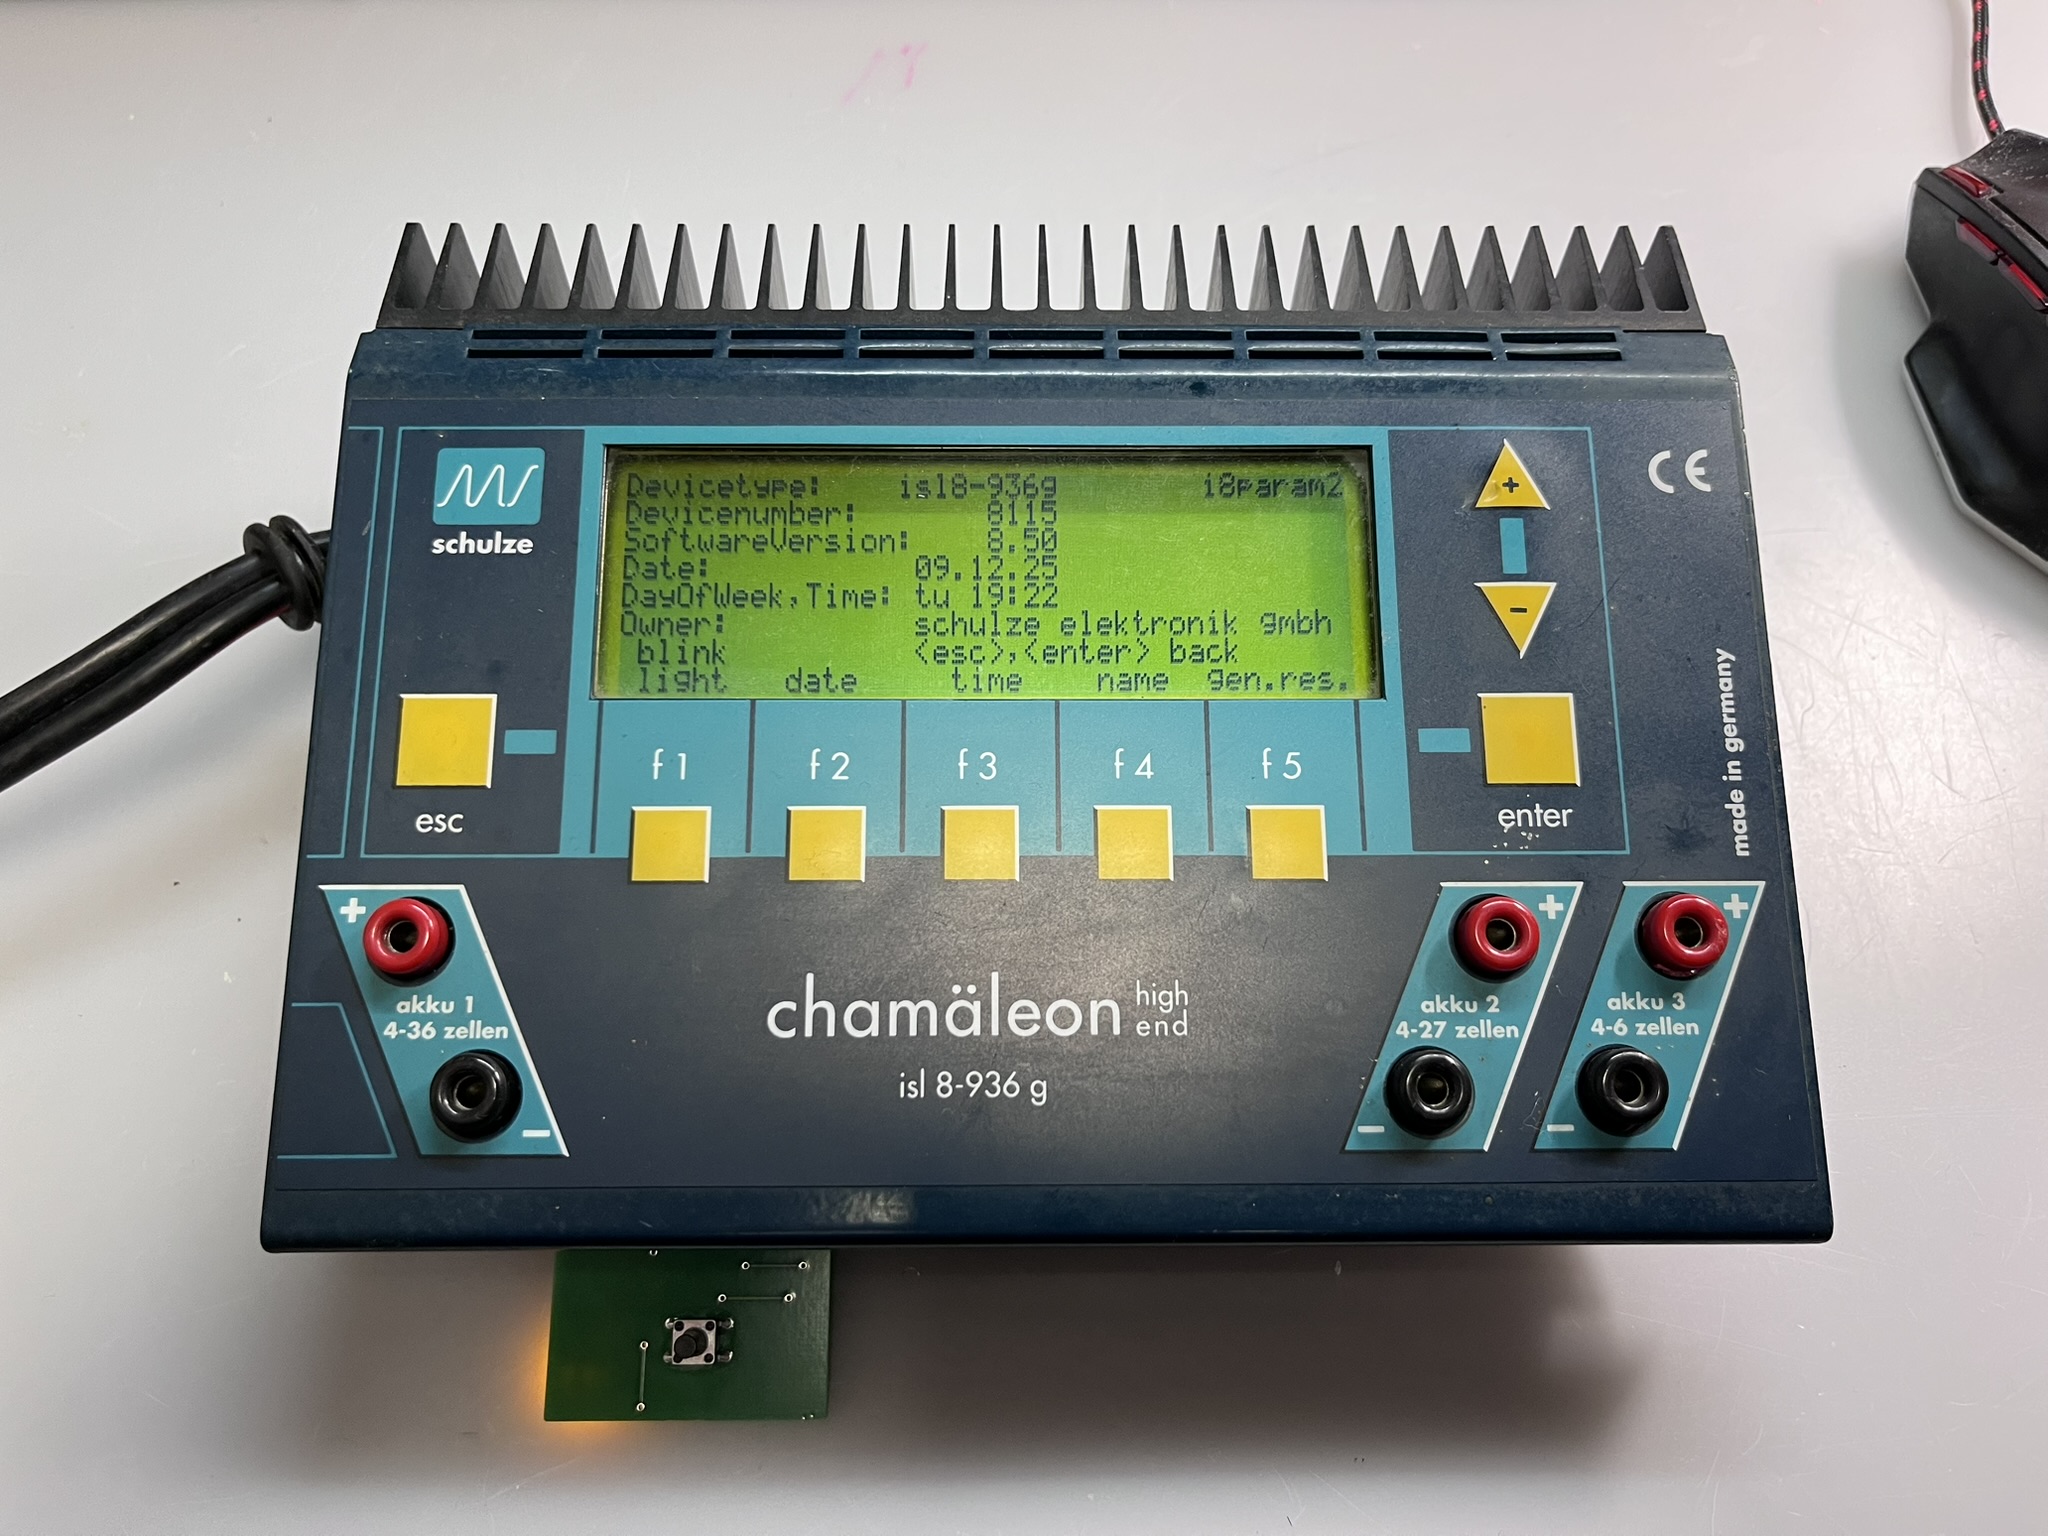 Devicetype: isl8-936g i8param2
Devicenumber: 8115
SoftwareVersion: 8.50
Date: 09.12.25
DayOfWeek,Time: tu 19:22
Owner: schulze elektronik gmbh
blink <esc>,<enter> back
light date time name gen.res.
schulze
+
-
CE
esc
f1 f2 f3 f4 f5
enter
made in germany
+
akku 1
4-36 zellen
-
chamäleon high end
isl 8-936 g
+
akku 2
4-27 zellen
-
+
akku 3
4-6 zellen
-